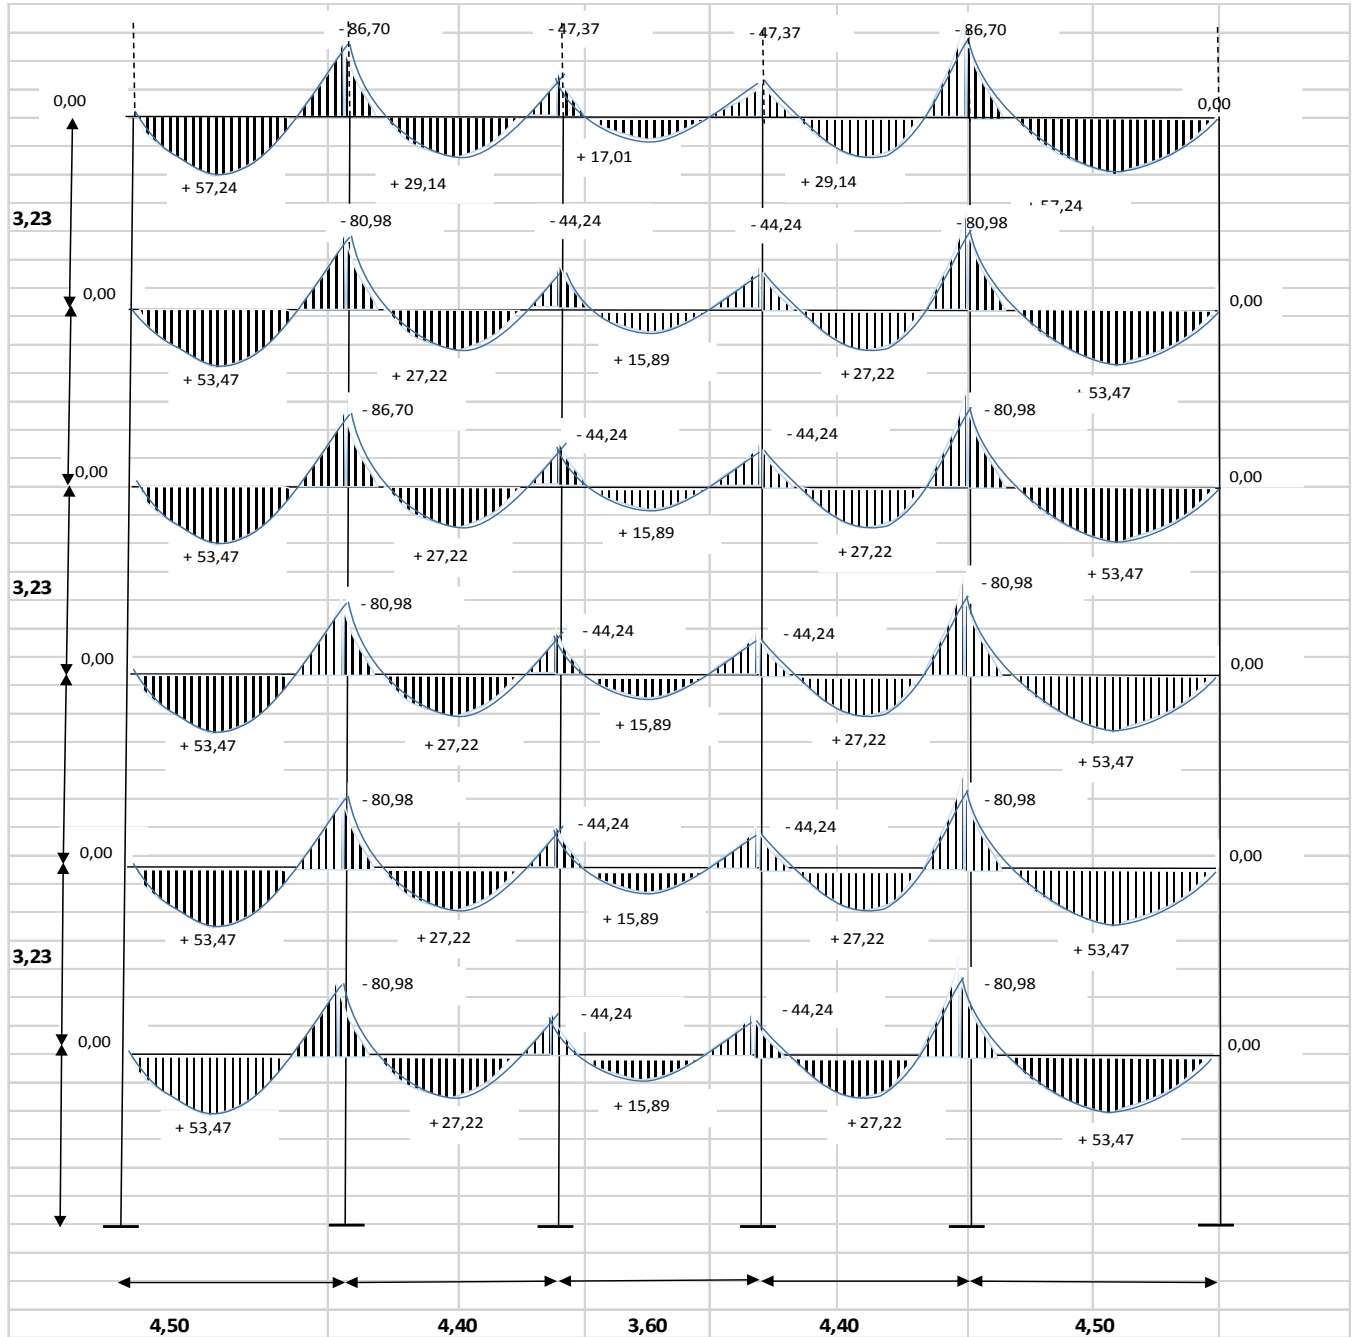 - 86,70 - 47,37 - 47,37 - 86,70
0,00 0,00
+ 57,24 + 29,14 + 17,01 + 29,14
57,24
3,23
- 80,98 - 44,24 - 44,24 - 80,98
0,00 0,00
+ 53,47 + 27,22 + 15,89 + 27,22 53,47
- 86,70 - 44,24 - 44,24 - 80,98
0,00 0,00
+ 53,47 + 27,22 + 15,89 + 27,22 + 53,47
3,23
- 80,98 - 44,24 - 44,24 - 80,98
0,00 0,00
+ 53,47 + 27,22 + 15,89 + 27,22 + 53,47
- 80,98 - 44,24 - 44,24 - 80,98
0,00 0,00
+ 53,47 + 27,22 + 15,89 + 27,22 + 53,47
3,23
- 80,98 - 44,24 - 44,24 - 80,98
0,00 0,00
+ 53,47 + 27,22 + 15,89 + 27,22 + 53,47
4,50 4,40 3,60 4,40 4,50